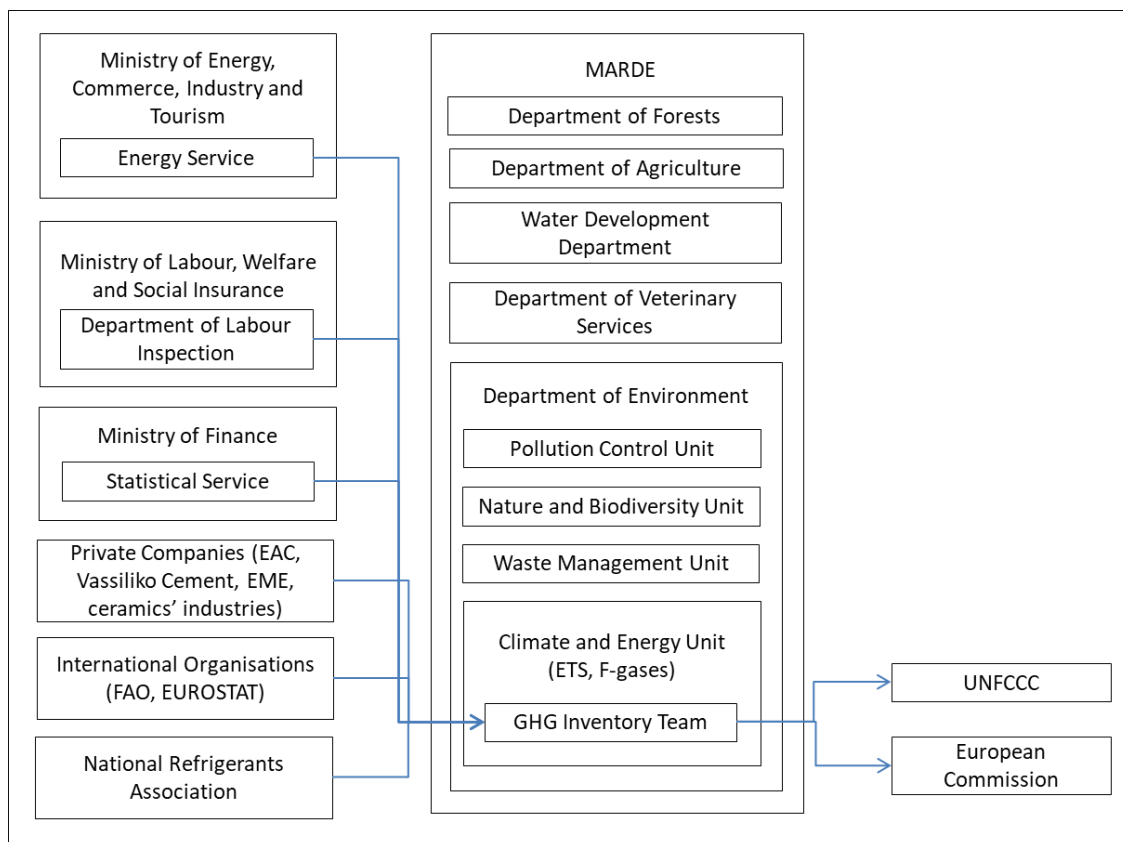 Ministry of Energy,
Commerce, Industry and
Tourism
Energy Service
Ministry of Labour, Welfare
and Social Insurance
Department of Labour
Inspection
Ministry of Finance
Statistical Service
Private Companies (EAC,
Vassiliko Cement, EME,
ceramics’ industries)
International Organisations
(FAO, EUROSTAT)
National Refrigerants
Association
MARDE
Department of Forests
Department of Agriculture
Water Development
Department
Department of Veterinary
Services
Department of Environment
Pollution Control Unit
Nature and Biodiversity Unit
Waste Management Unit
Climate and Energy Unit
(ETS, F-gases)
GHG Inventory Team
UNFCCC
European
Commission